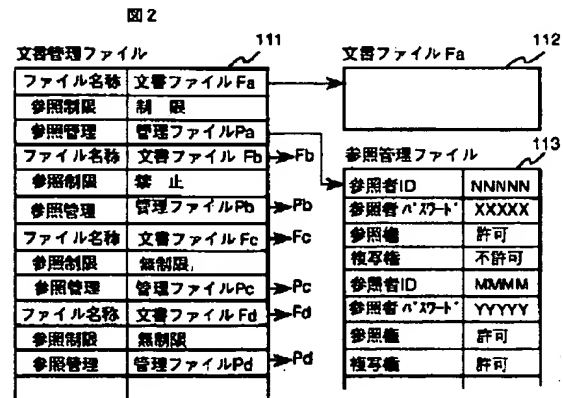 図2
文書管理ファイル 111
ファイル名称 文書ファイル Fa
参照制限 制 限
参照管理 管理ファイルPa
ファイル名称 文書ファイル Fb Fb
参照制限 禁 止
参照管理 管理ファイルPb Pb
ファイル名称 文書ファイル Fc Fc
参照制限 無制限
参照管理 管理ファイルPc Pc
ファイル名称 文書ファイル Fd Fd
参照制限 無制限
参照管理 管理ファイルPd Pd
文書ファイル Fa 112
参照管理ファイル 113
参照者ID NNNNN
参照者パスワード XXXXX
参照権 許可
複写権 不許可
参照者ID MMMM
参照者パスワード YYYYY
参照権 許可
複写権 許可